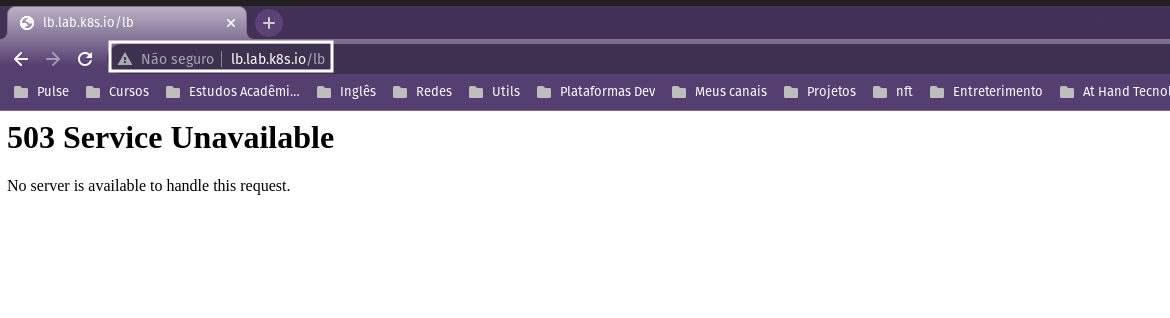 lb.lab.k8s.io/lb
Não seguro lb.lab.k8s.io/lb
Pulse Cursos Estudos Acadêmi... Inglês Redes Utils Plataformas Dev Meus canais Projetos nft Entreterimento At Hand Tecnol
503 Service Unavailable
No server is available to handle this request.